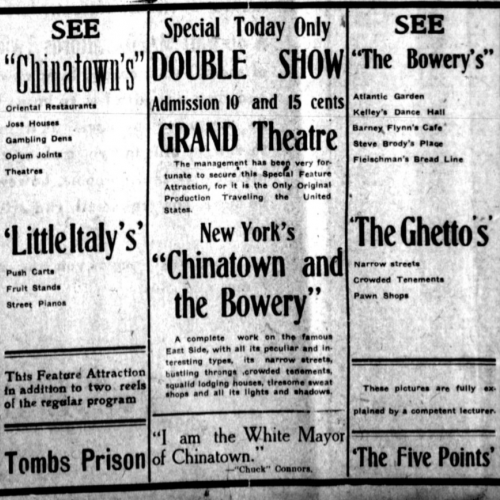 SEE
"Chinatown's"
Oriental Restaurants
Joss Houses
Gambling Dens
Opium Joints
Theatres
'Little Italy's'
Push Carts
Fruit Stands
Street Pianos
This Feature Attraction
in addition to two reels
of the regular program
Tombs Prison
Special Today Only
DOUBLE SHOW
Admission 10 and 15 cents
GRAND Theatre
The management has been very for-
tunate to secure this Special Feature
Attraction, for it is the Only Original
Production Traveling the United
States.
New York's
"Chinatown and
the Bowery"
A complete work on the famous
East Side, with all its peculiar and in-
teresting types, its narrow streets,
bustling throngs ,crowded tenements,
squalid lodging houses, tiresome sweat
shops and all its lights and shadows.
"I am the White Mayor
of Chinatown."
—"Chuck" Connors.
SEE
"The Bowery's"
Atlantic Garden
Kelley's Dance Hall
Barney Flynn's Cafe
Steve Brody's Place
Fleischman's Bread Line
'The Ghetto's'
Narrow streets
Crowded Tenements
Pawn Shops
These pictures are fully ex-
plained by a competent lecturer.
'The Five Points'